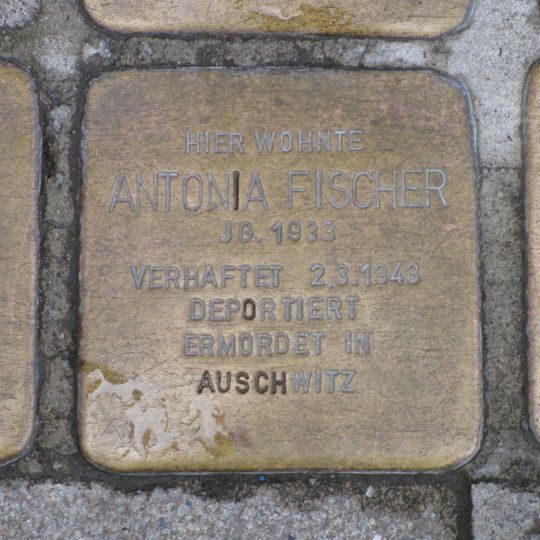 HIER WOHNTE
ANTONIA FISCHER
JG. 1933
VERHAFTET 2.3.1943
DEPORTIERT
ERMORDET IN
AUSCHWITZ